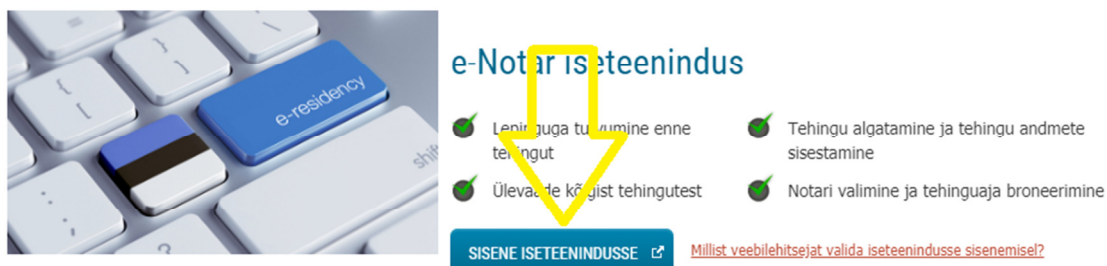 e-residency
shift
e-Notar iseteenindus
Lepinguga tutvumine enne
tehingut
Tehingu algatamine ja tehingu andmete
sisestamine
Ülevaade kõigist tehingutest
Notari valimine ja tehinguaja broneerimine
SISENE ISETEENINDUSSE
Millist veebilehitsejat valida iseteenindusse sisenemisel?